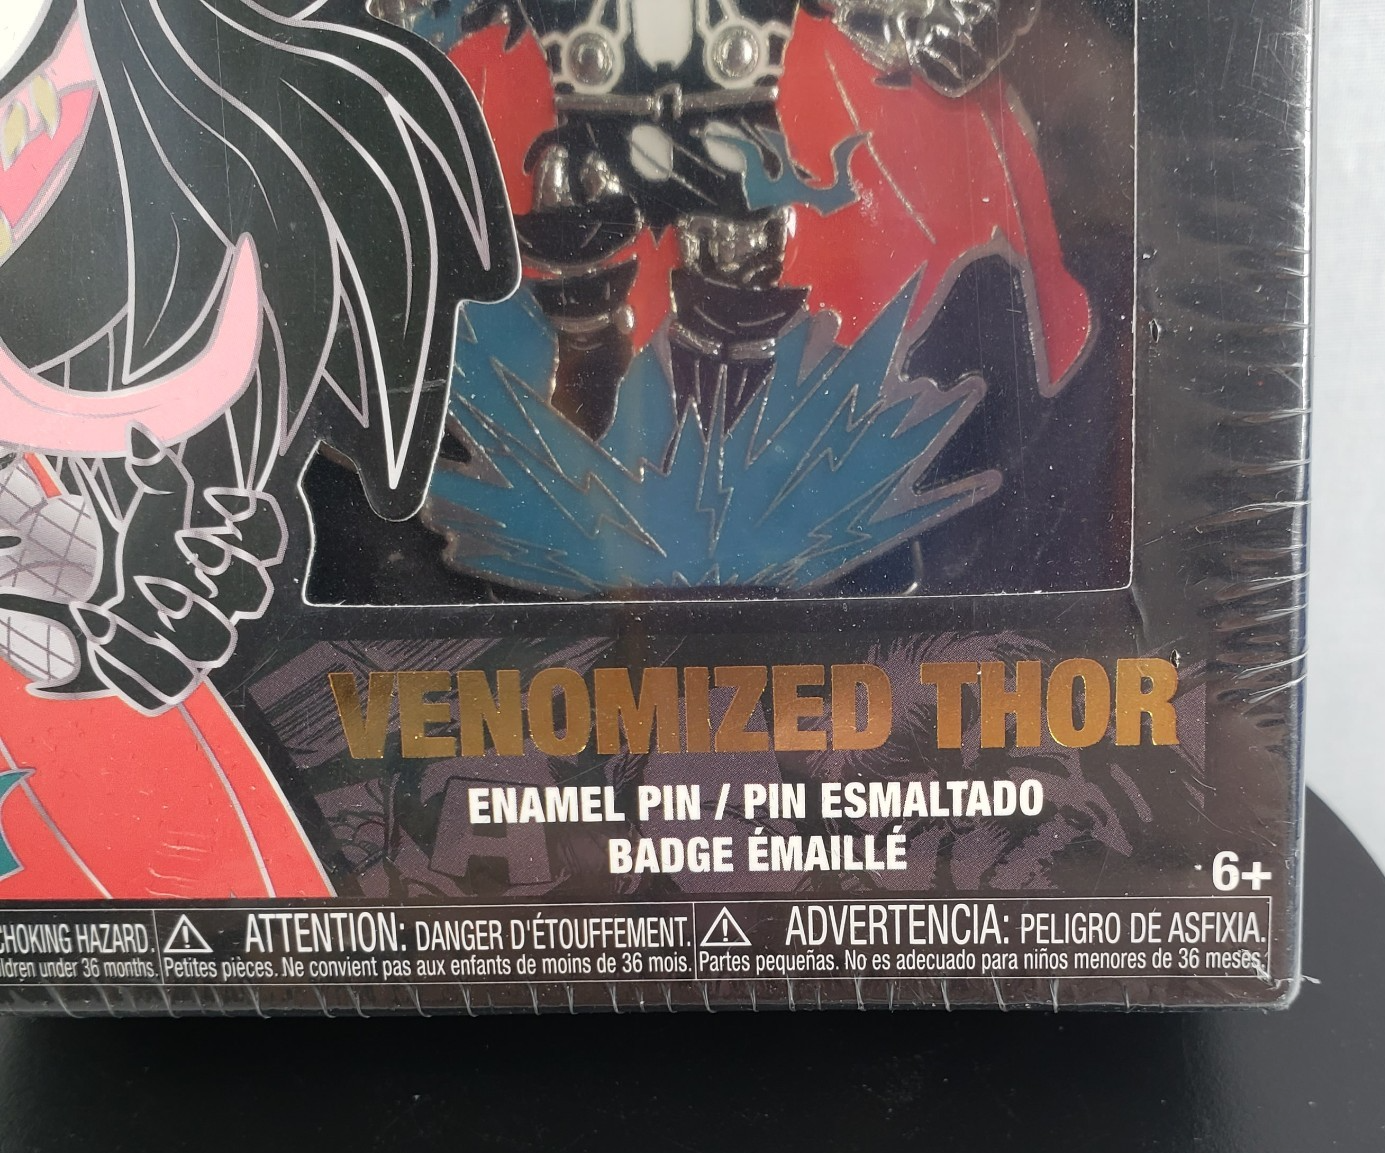 VENOMIZED THOR
ENAMEL PIN / PIN ESMALTADO
BADGE ÉMAILLÉ
6+
CHOKING HAZARD.
under 36 months.
ATTENTION: DANGER D'ÉTOUFFEMENT.
Petites pièces. Ne convient pas aux enfants de moins de 36 mois.
ADVERTENCIA: PELIGRO DE ASFIXIA.
Partes pequeñas. No es adecuado para niños menores de 36 meses.